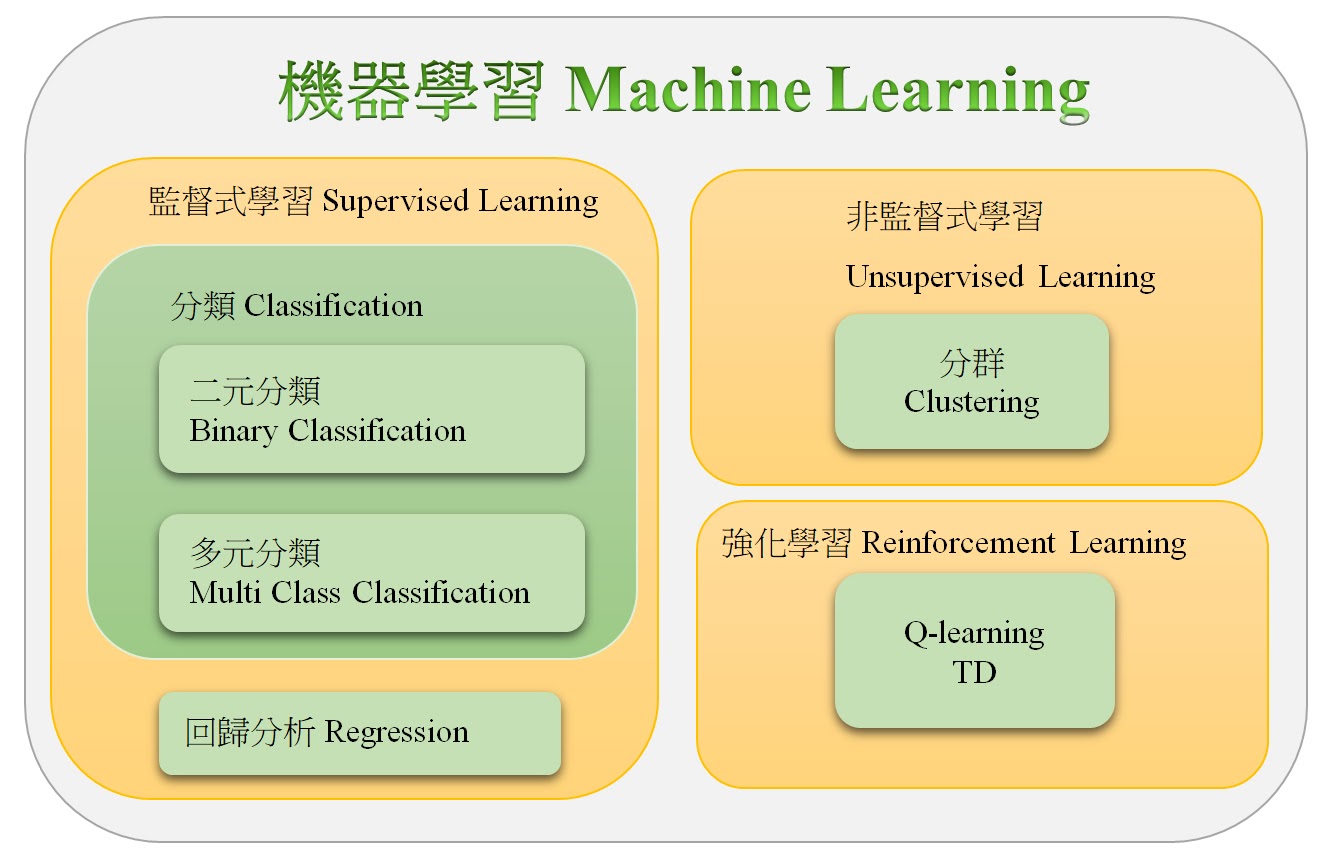 機器學習 Machine Learning
監督式學習 Supervised Learning
分類 Classification
二元分類
Binary Classification
多元分類
Multi Class Classification
回歸分析 Regression
非監督式學習
Unsupervised Learning
分群
Clustering
強化學習 Reinforcement Learning
Q-learning
TD